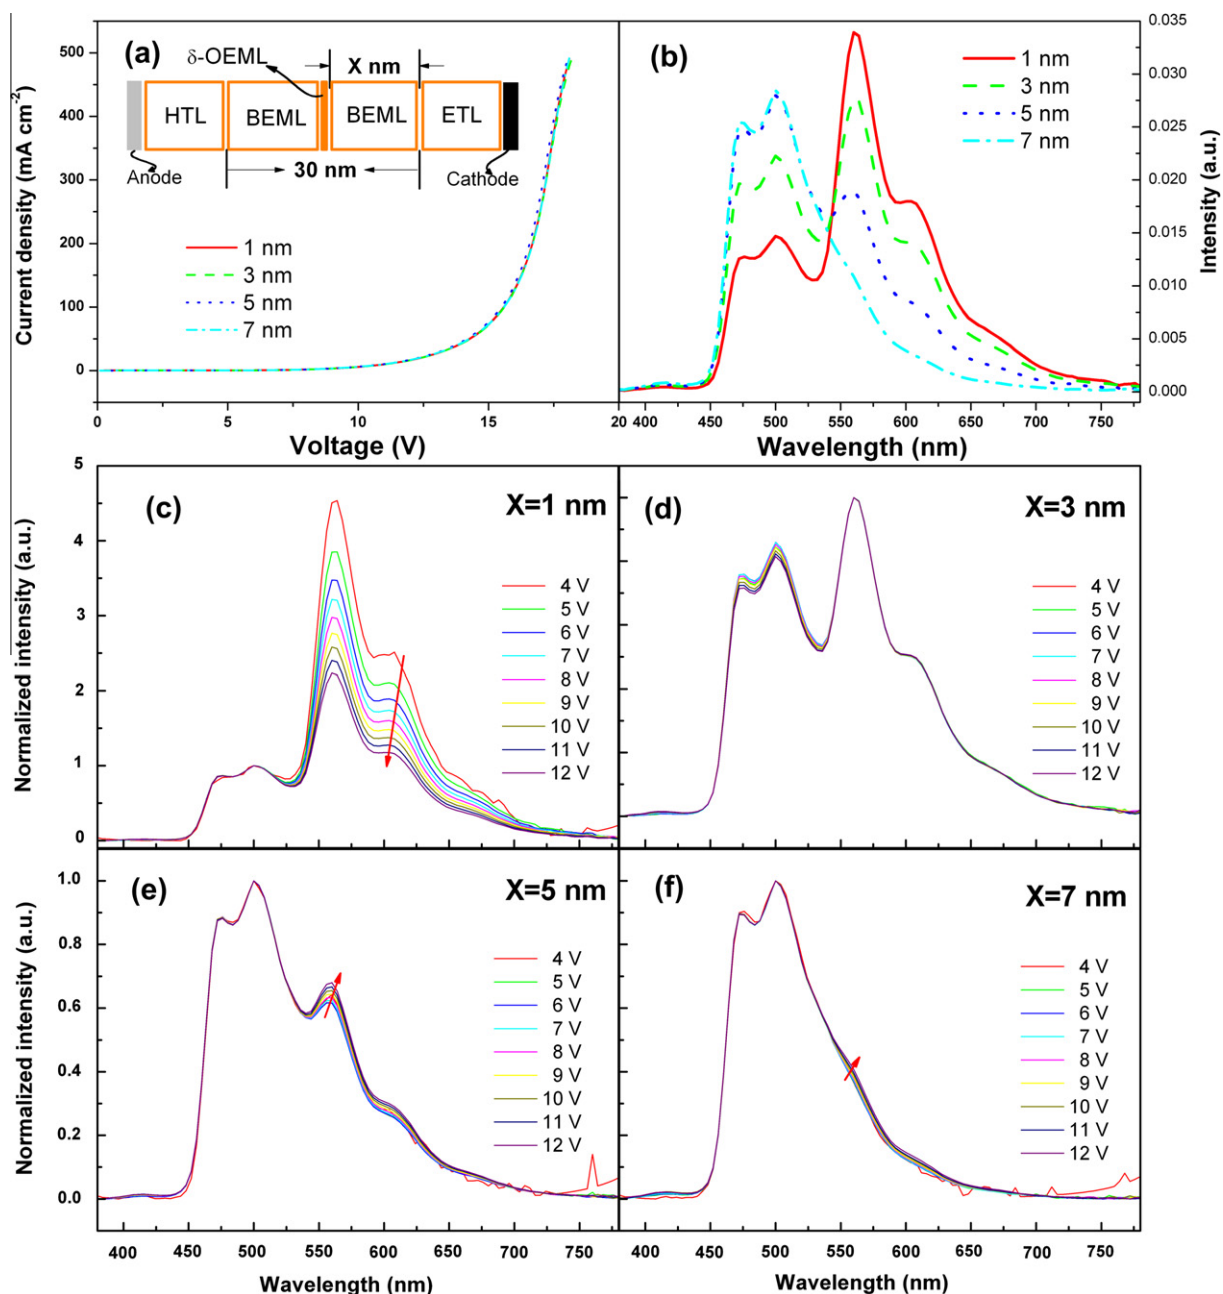 (a)
δ-OEML
X nm
HTL
BEML
BEML
ETL
Anode
30 nm
Cathode
1 nm
3 nm
5 nm
7 nm
500
400
300
200
100
0
Current density (mA cm-2)
0
5
10
15
20
Voltage (V)
(b)
1 nm
3 nm
5 nm
7 nm
0.035
0.030
0.025
0.020
0.015
0.010
0.005
0.000
Intensity (a.u.)
400
450
500
550
600
650
700
750
Wavelength (nm)
(c)
X=1 nm
4 V
5 V
6 V
7 V
8 V
9 V
10 V
11 V
12 V
5
4
3
2
1
0
Normalized intensity (a.u.)
(d)
X=3 nm
4 V
5 V
6 V
7 V
8 V
9 V
10 V
11 V
12 V
(e)
X=5 nm
4 V
5 V
6 V
7 V
8 V
9 V
10 V
11 V
12 V
1.0
0.8
0.6
0.4
0.2
0.0
Normalized intensity (a.u.)
400
450
500
550
600
650
700
750
Wavelength (nm)
(f)
X=7 nm
4 V
5 V
6 V
7 V
8 V
9 V
10 V
11 V
12 V
400
450
500
550
600
650
700
750
Wavelength (nm)